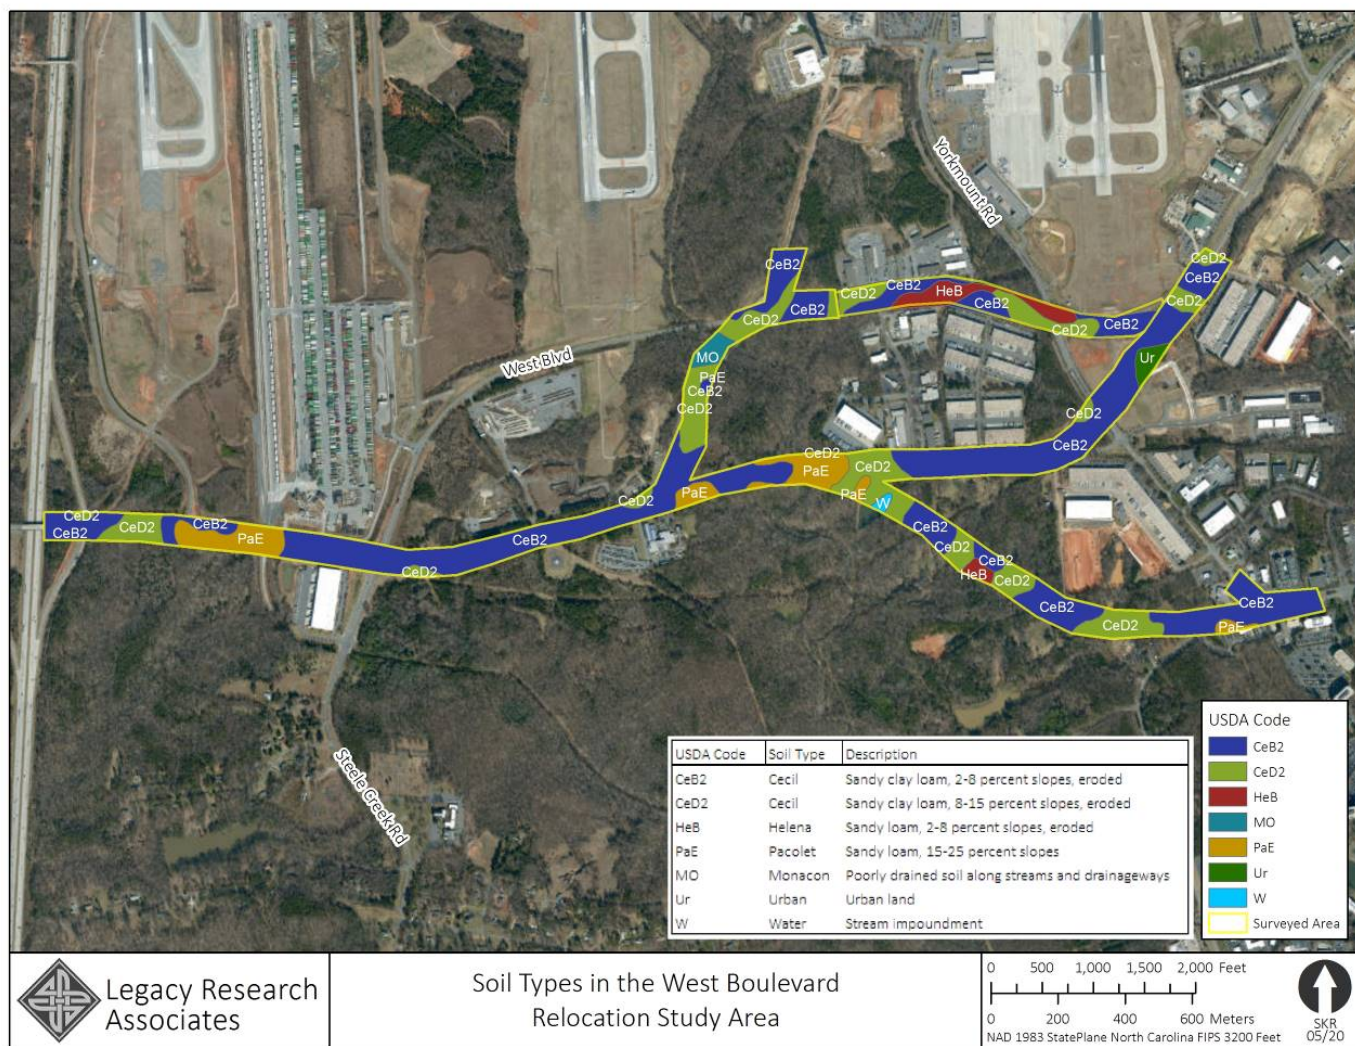 Yorkmount Rd
CeD2
CeB2
CeB2
CeD2
CeB2
HeB
CeB2
CeD2
CeB2
CeD2
CeB2
CeD2
MO
West Blvd
Ur
PaE
CeB2
CeD2
CeD2
CeB2
CeD2
PaE
CeD2
PaE
PaE
W
CeD2
CeD2
CeB2
CeD2
CeB2
PaE
CeB2
CeD2
CeB2
CeD2
CeB2
HeB
CeD2
CeB2
CeD2
CeB2
PaE
Steele Creek Rd
USDA Code Soil Type Description
CeB2 Cecil Sandy clay loam, 2-8 percent slopes, eroded
CeD2 Cecil Sandy clay loam, 8-15 percent slopes, eroded
HeB Helena Sandy loam, 2-8 percent slopes, eroded
PaE Pacolet Sandy loam, 15-25 percent slopes
MO Monacon Poorly drained soil along streams and drainageways
Ur Urban Urban land
W Water Stream impoundment
USDA Code
CeB2
CeD2
HeB
MO
PaE
Ur
W
Surveyed Area
Legacy Research
Associates
Soil Types in the West Boulevard
Relocation Study Area
0 500 1,000 1,500 2,000 Feet
0 200 400 600 Meters
NAD 1983 StatePlane North Carolina FIPS 3200 Feet
SKR
05/20